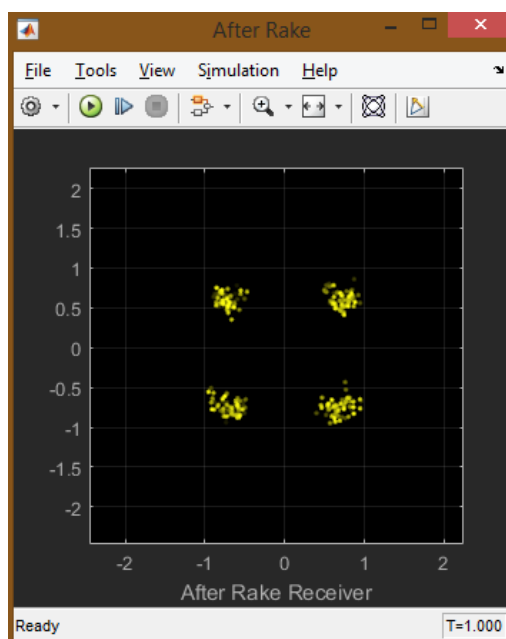 After Rake
File Tools View Simulation Help
2
1.5
1
0.5
0
-0.5
-1
-1.5
-2
-2 -1 0 1 2
After Rake Receiver
Ready T=1.000